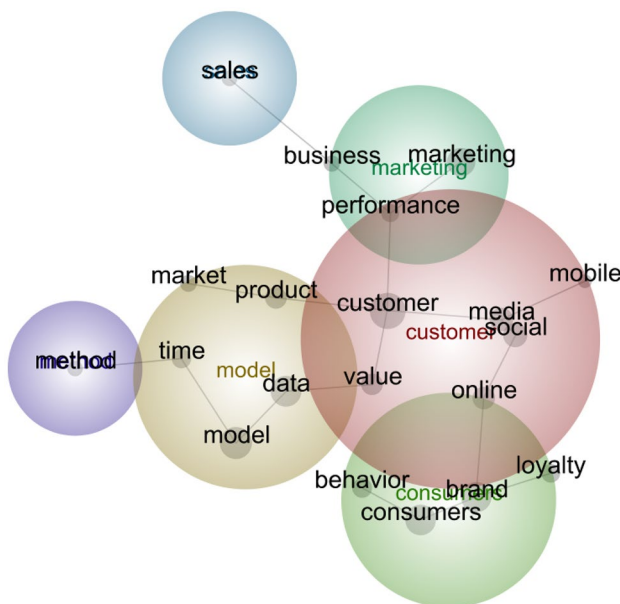 sales
business
marketing
marketing
performance
market
product
customer
mobile
media
social
customer
method
time
model
data
value
online
model
behavior
consumers
brand
loyalty
consumers